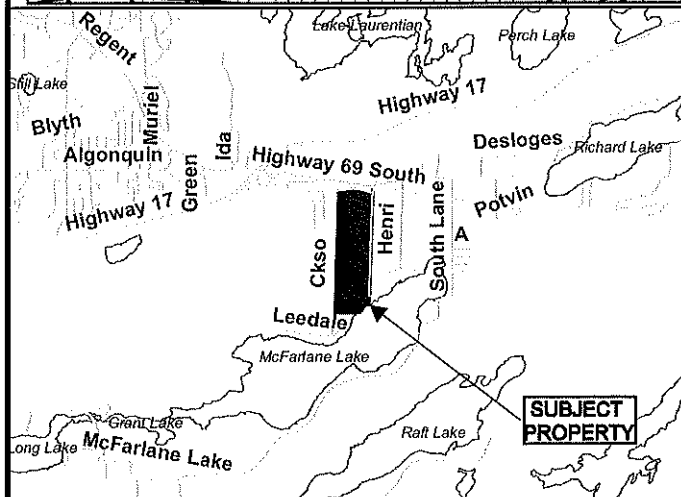 Lake Laurentian
Perch Lake
Regent
Still Lake
Highway 17
Blyth
Muriel
Algonquin
Green
Ida
Highway 69 South
Desloges
Richard Lake
Highway 17
Potvin
Ckso
Henri
South Lane
A
Leedale
McFarlane Lake
Grant Lake
Long Lake
McFarlane Lake
Raft Lake
SUBJECT
PROPERTY